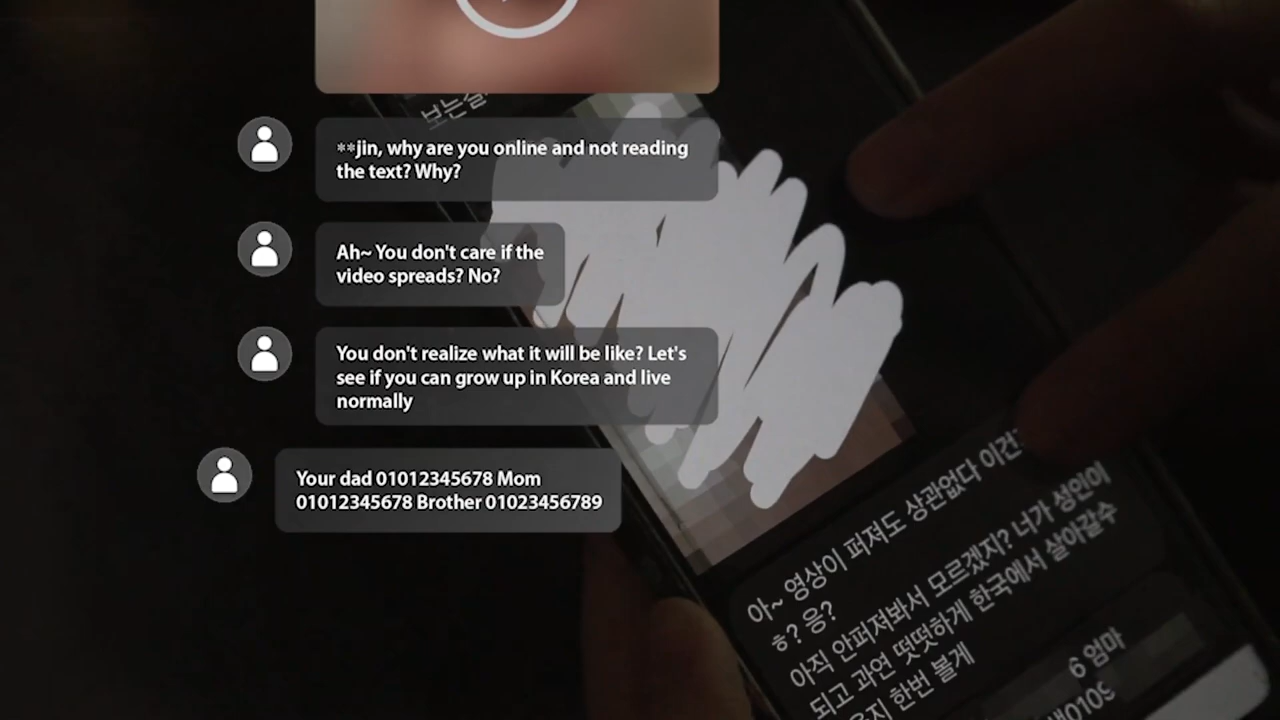 보는실
**jin, why are you online and not reading
the text? Why?
Ah~ You don't care if the
video spreads? No?
You don't realize what it will be like? Let's
see if you can grow up in Korea and live
normally
Your dad 01012345678 Mom
01012345678 Brother 01023456789
아~ 영상이 퍼져도 상관없다 이건
ㅎ? 응?
아직 안퍼져봐서 모르겠지? 너가 성인이
되고 과연 떳떳하게 한국에서 살아갈수
한번 볼게
6 엄마
0109